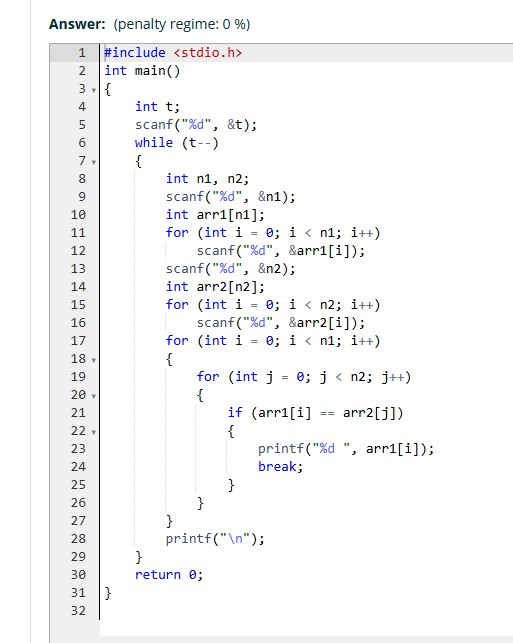 Answer: (penalty regime: 0 %)
1 #include <stdio.h>
2 int main()
3 {
4     int t;
5     scanf("%d", &t);
6     while (t--)
7     {
8         int n1, n2;
9         scanf("%d", &n1);
10         int arr1[n1];
11         for (int i = 0; i < n1; i++)
12             scanf("%d", &arr1[i]);
13         scanf("%d", &n2);
14         int arr2[n2];
15         for (int i = 0; i < n2; i++)
16             scanf("%d", &arr2[i]);
17         for (int i = 0; i < n1; i++)
18         {
19             for (int j = 0; j < n2; j++)
20             {
21                 if (arr1[i] == arr2[j])
22                 {
23                     printf("%d ", arr1[i]);
24                     break;
25                 }
26             }
27         }
28         printf("\n");
29     }
30     return 0;
31 }
32